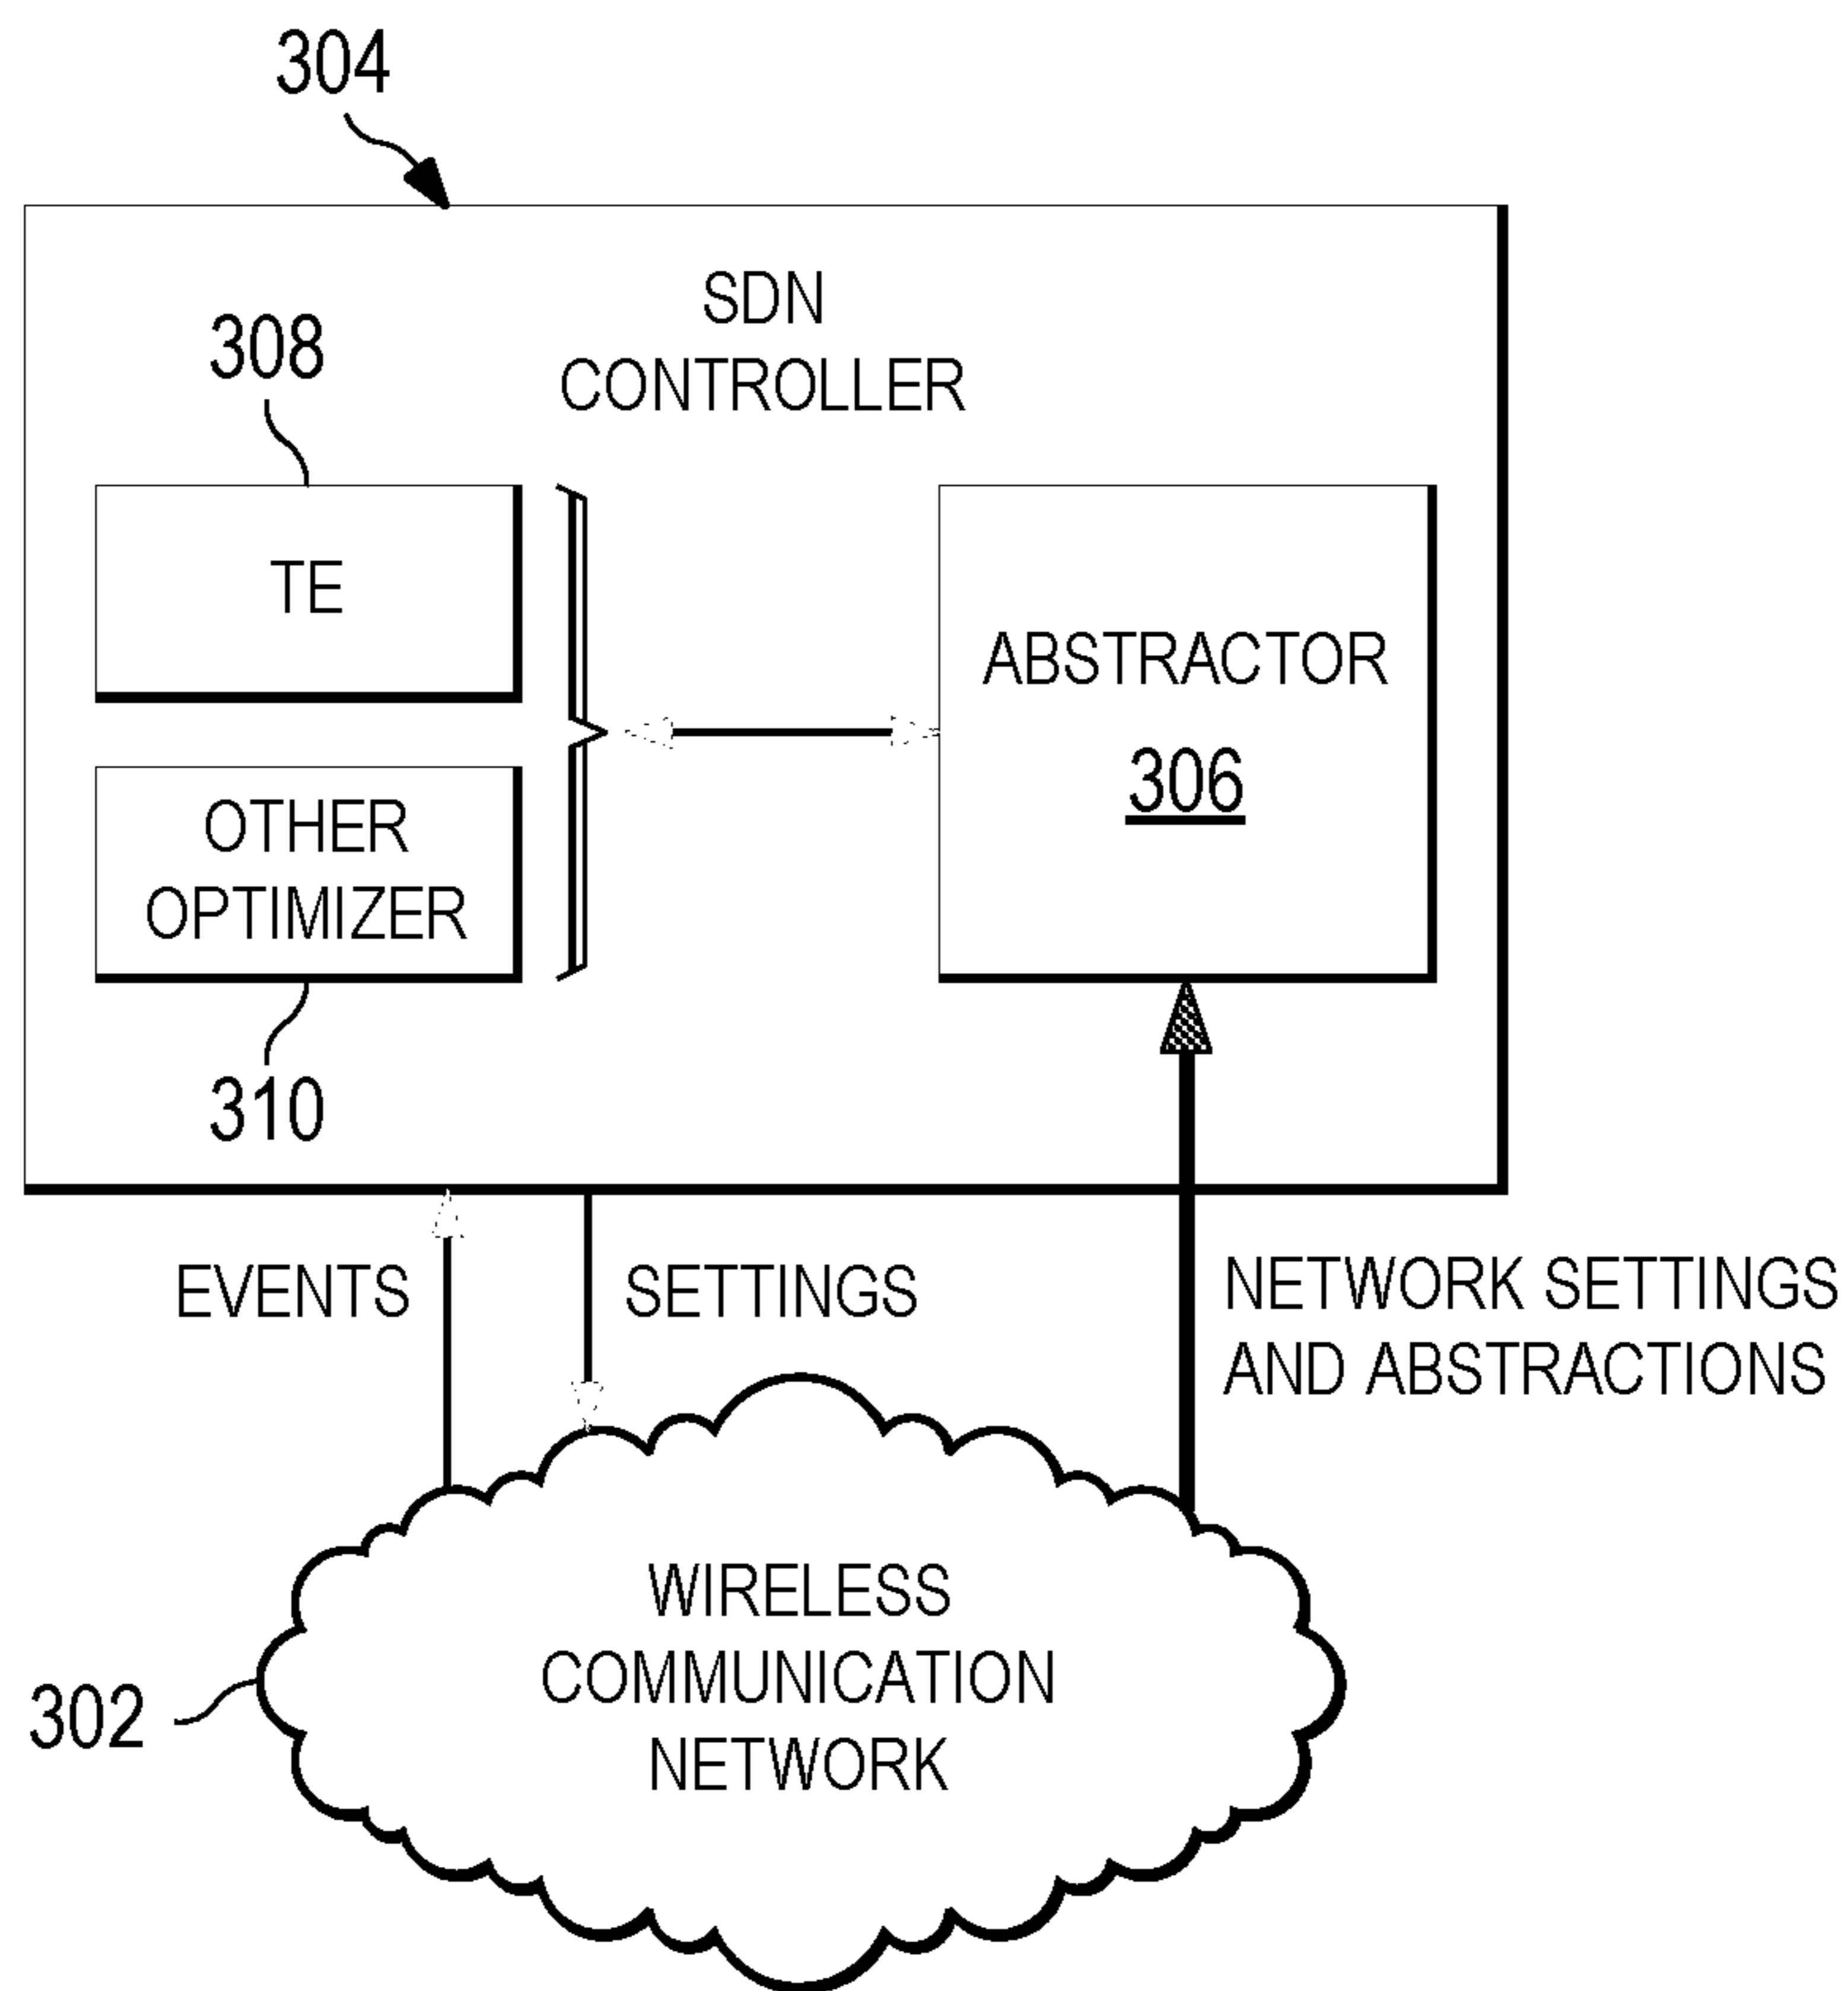 304
SDN
CONTROLLER
308
TE
ABSTRACTOR
306
OTHER
OPTIMIZER
310
EVENTS
SETTINGS
NETWORK SETTINGS
AND ABSTRACTIONS
WIRELESS
COMMUNICATION
NETWORK
302